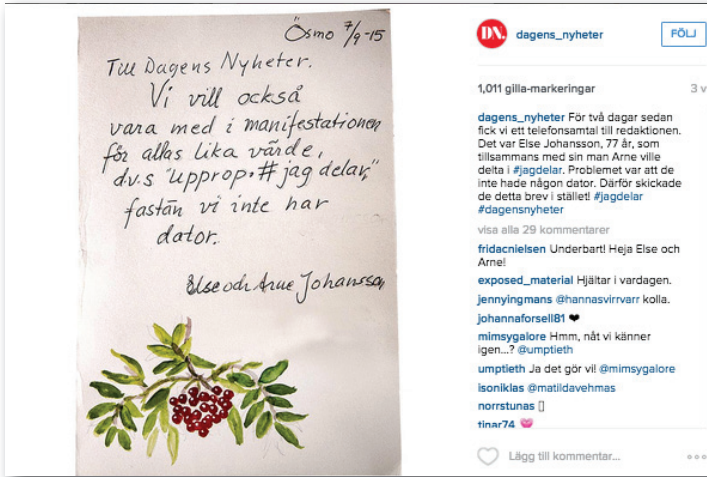 Ösmo 7/9-15
Till Dagens Nyheter.
Vi vill också
vara med i manifestationen
för allas lika värde,
d.v.s "upprop. # jag delar,"
fastän vi inte har
dator.
Else och Arne Johansson
DN.
dagens_nyheter
FÖLJ
1,011 gilla-markeringar
3 v
dagens_nyheter För två dagar sedan
fick vi ett telefonsamtal till redaktionen.
Det var Else Johansson, 77 år, som
tillsammans med sin man Arne ville
delta i #jagdelar. Problemet var att de
inte hade någon dator. Därför skickade
de detta brev i stället! #jagdelar
#dagensnyheter
visa alla 29 kommentarer
fridacnielsen Underbart! Heja Else och
Arne!
exposed_material Hjältar i vardagen.
jennyingmans @hannasvirrvarr kolla.
johannaforsell81 ❤
mimsygalore Hmm, nåt vi känner
igen...? @umptieth
umptieth Ja det gör vi! @mimsygalore
isoniklas @matildavehmas
norrstunas []
tinar74 💗
Lägg till kommentar...